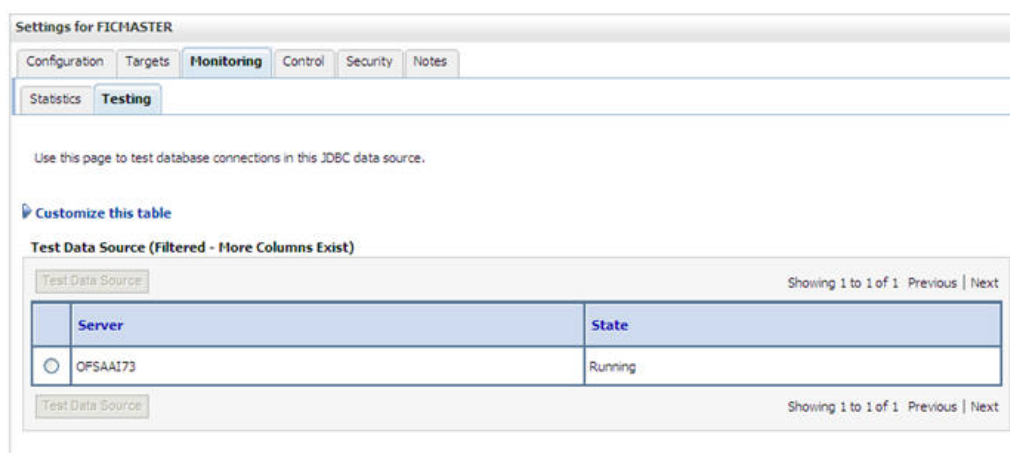 Settings for FICMASTER
Configuration Targets Monitoring Control Security Notes
Statistics Testing
Use this page to test database connections in this JDBC data source.
Customize this table
Test Data Source (Filtered - More Columns Exist)
Test Data Source Showing 1 to 1 of 1 Previous | Next
Server State
OFSAAI73 Running
Test Data Source Showing 1 to 1 of 1 Previous | Next